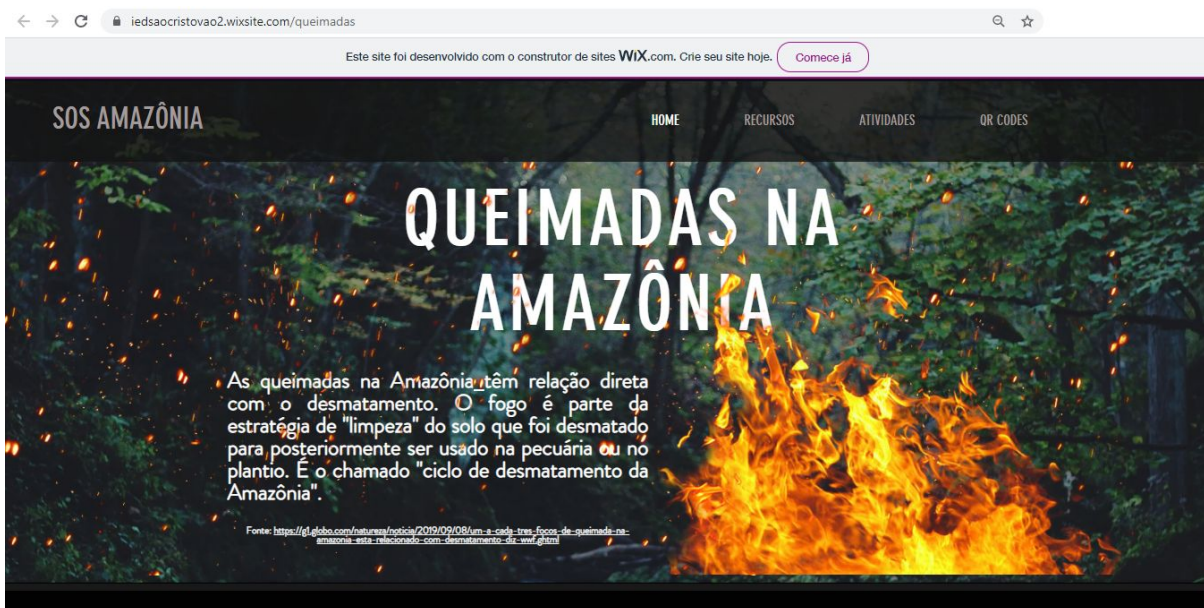 iedsaocristovao2.wixsite.com/queimadas
Este site foi desenvolvido com o construtor de sites WiX.com. Crie seu site hoje. Comece já
SOS AMAZÔNIA HOME RECURSOS ATIVIDADES QR CODES
QUEIMADAS NA
AMAZÔNIA
As queimadas na Amazônia têm relação direta
com o desmatamento. O fogo é parte da
estratégia de "limpeza" do solo que foi desmatado
para posteriormente ser usado na pecuária ou no
plantio. É o chamado "ciclo de desmatamento da
Amazônia".
Fonte: https://g1.globo.com/natureza/noticia/2019/09/08/um-a-cada-tres-focos-de-queimada-na-
amazonia-esta-relacionado-com-desmatamento-diz-wwf.ghtml